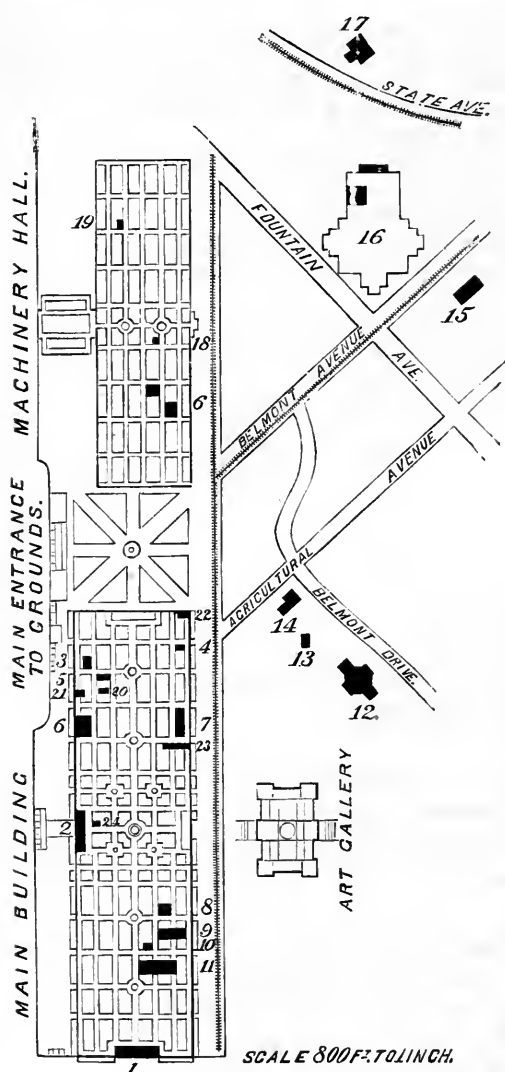 17
STATE AVE.
MACHINERY HALL.
19
FOUNTAIN
AVE.
16
15
18
BELMONT AVENUE
6
MAIN ENTRANCE
TO GROUNDS.
AGRICULTURAL AVENUE
BELMONT DRIVE.
22
14
4
13
3
5
20
21
12.
6
7
23
MAIN BUILDING
2
24
ART GALLERY
8
9
10
11
1
SCALE 800 FT. TO 1 INCH.